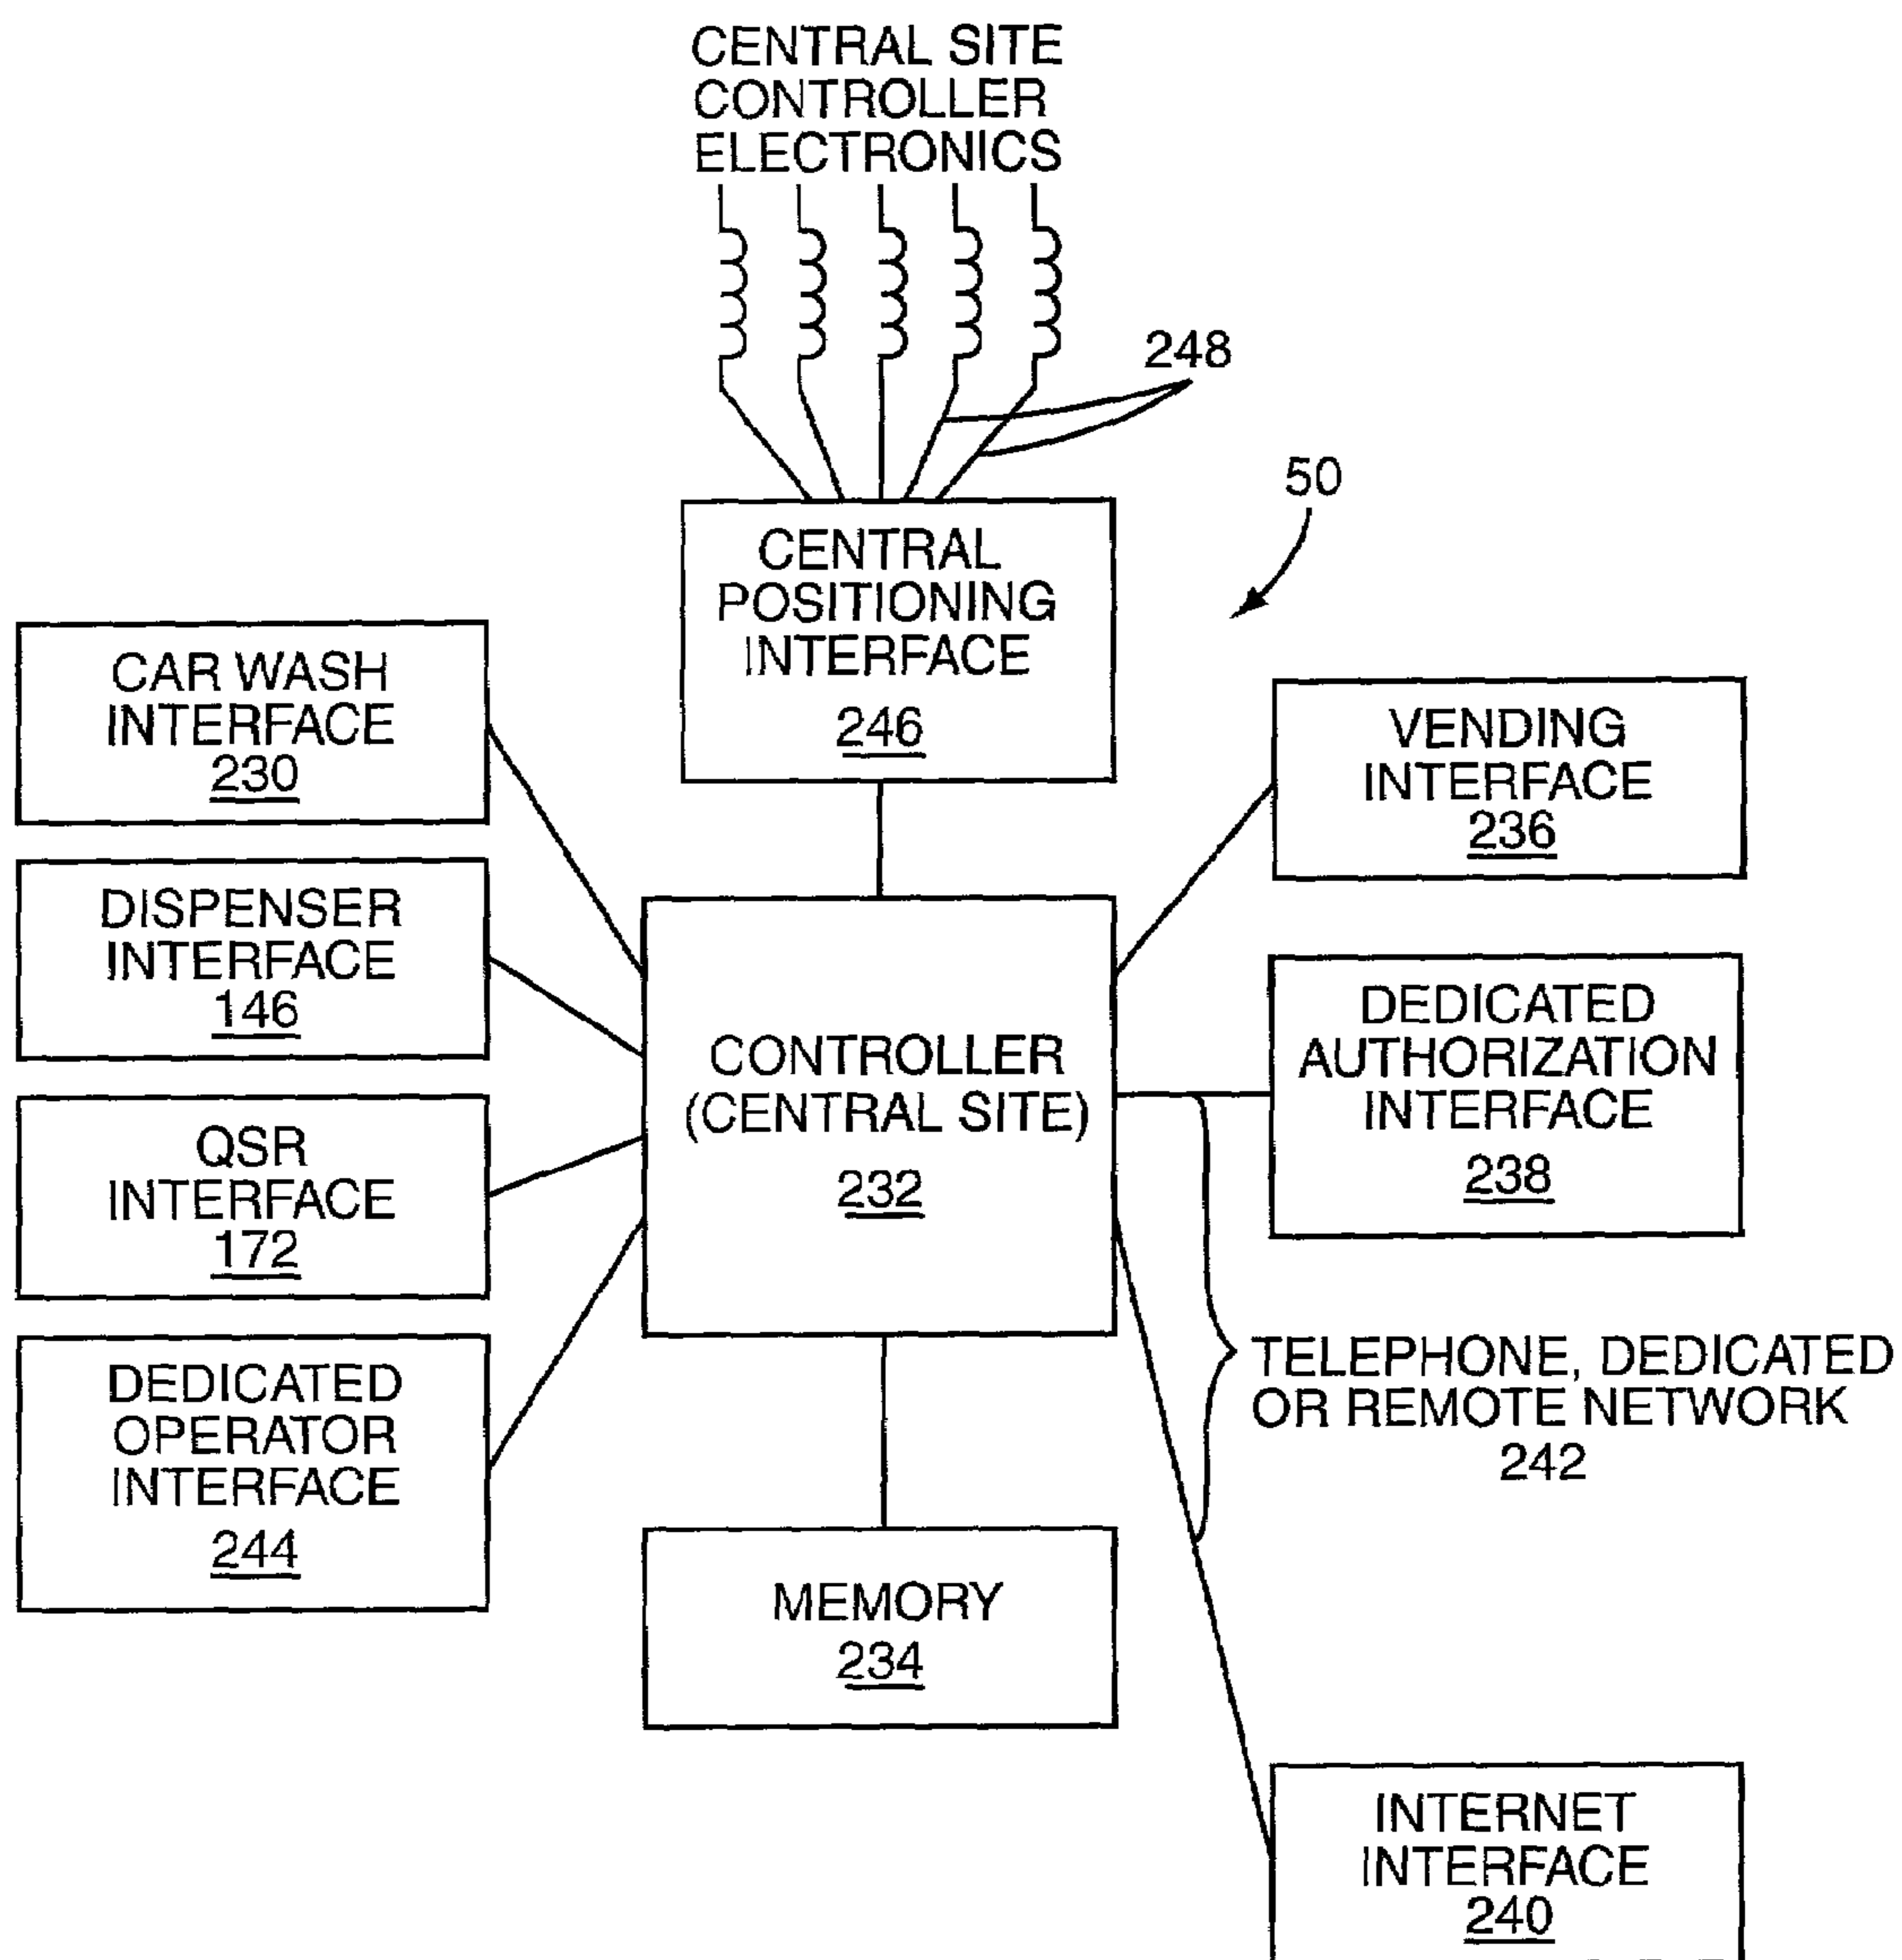 CENTRAL SITE
CONTROLLER
ELECTRONICS
248
50
CENTRAL
POSITIONING
INTERFACE
246
CAR WASH
INTERFACE
230
VENDING
INTERFACE
236
DISPENSER
INTERFACE
146
CONTROLLER
(CENTRAL SITE)
232
DEDICATED
AUTHORIZATION
INTERFACE
238
QSR
INTERFACE
172
DEDICATED
OPERATOR
INTERFACE
244
TELEPHONE, DEDICATED
OR REMOTE NETWORK
242
MEMORY
234
INTERNET
INTERFACE
240